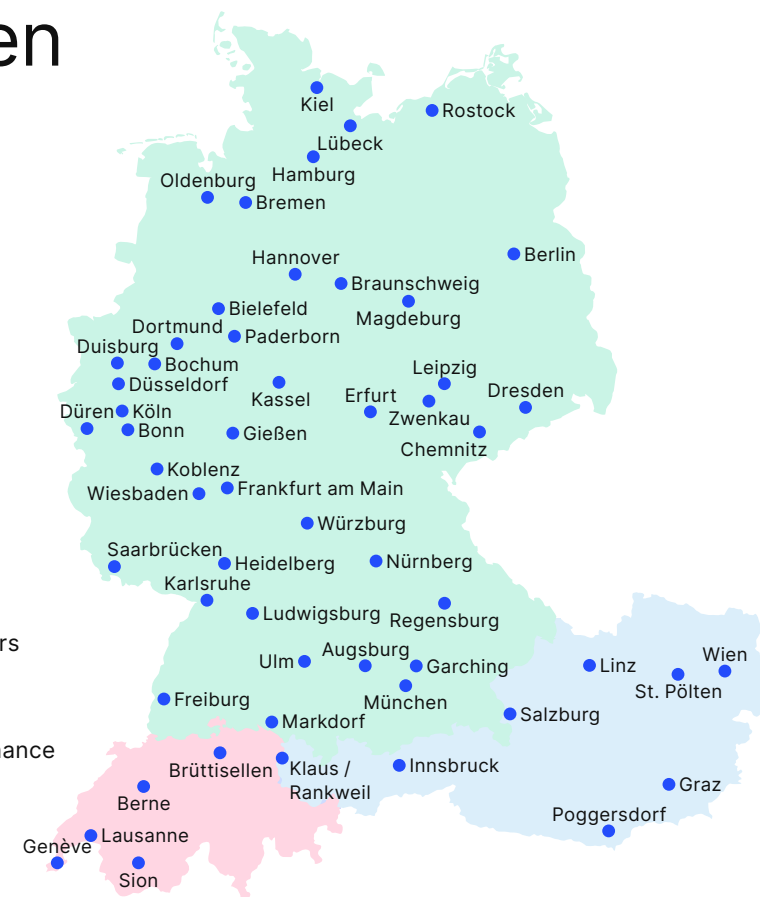 en
Kiel
Rostock
Lübeck
Hamburg
Oldenburg
Bremen
Berlin
Hannover
Braunschweig
Magdeburg
Bielefeld
Dortmund
Paderborn
Duisburg
Bochum
Leipzig
Düsseldorf
Kassel
Erfurt
Dresden
Düren
Köln
Zwenkau
Bonn
Gießen
Chemnitz
Koblenz
Wiesbaden
Frankfurt am Main
Würzburg
Saarbrücken
Heidelberg
Nürnberg
Karlsruhe
Ludwigsburg
Regensburg
rs
Augsburg
Ulm
Garching
Linz
Wien
St. Pölten
Freiburg
München
Markdorf
Salzburg
ance
Brüttisellen
Klaus /
Rankweil
Innsbruck
Berne
Graz
Poggersdorf
Lausanne
Genève
Sion